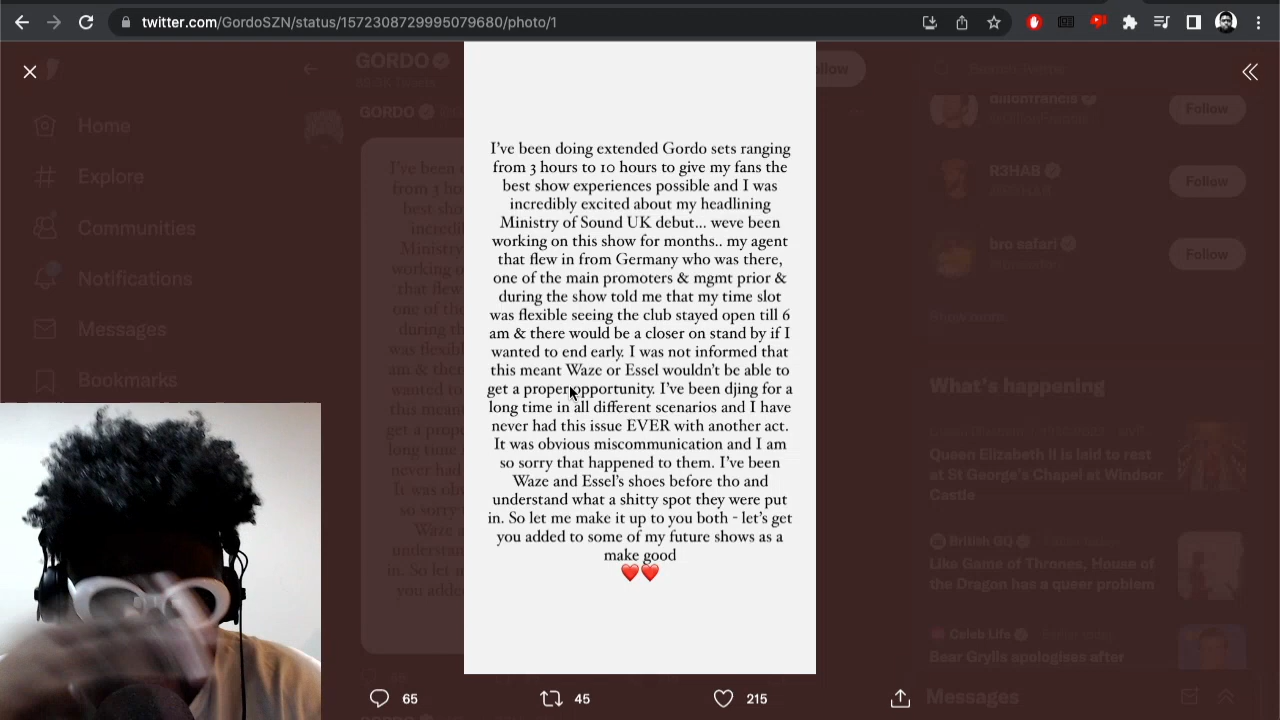 twitter.com/GordoSZN/status/1572308729995079680/photo/1
GORDO
Home
Explore
Communities
Notifications
Messages
Bookmarks
GORDO
I’ve been doing extended Gordo sets ranging
from 3 hours to 10 hours to give my fans the
best show experiences possible and I was
incredibly excited about my headlining
Ministry of Sound UK debut... weve been
working on this show for months.. my agent
that flew in from Germany who was there,
one of the main promoters & mgmt prior &
during the show told me that my time slot
was flexible seeing the club stayed open till 6
am & there would be a closer on stand by if I
wanted to end early. I was not informed that
this meant Waze or Essel wouldn’t be able to
get a proper opportunity. I’ve been djing for a
long time in all different scenarios and I have
never had this issue EVER with another act.
It was obvious miscommunication and I am
so sorry that happened to them. I’ve been
Waze and Essel’s shoes before tho and
understand what a shitty spot they were put
in. So let me make it up to you both - let’s get
you added to some of my future shows as a
make good
❤️❤️
65
45
215
dillonfrancis
Follow
R3HAB
Follow
bro safari
Follow
Show more
What's happening
Queen Elizabeth II is laid to rest
at St George's Chapel at Windsor
Castle
British GQ
Like Game of Thrones, House of
the Dragon has a queer problem
Celeb Life
Bear Grylls apologises after
Messages